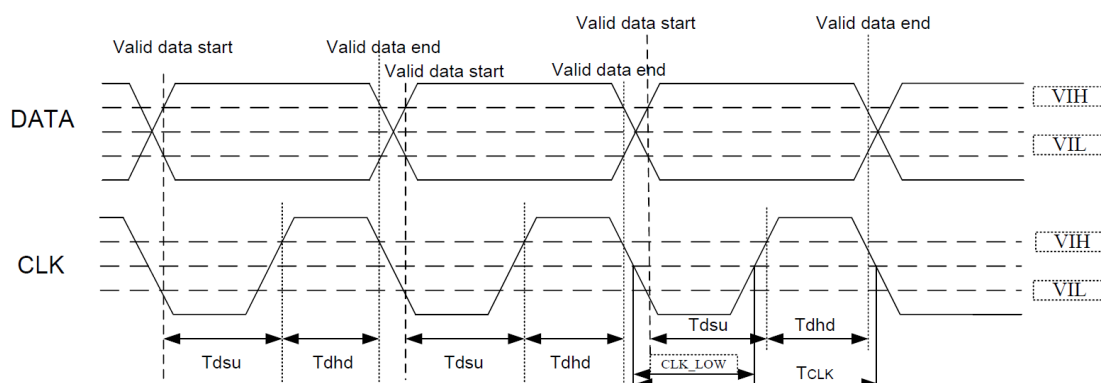 Valid data start
Valid data start
Valid data end
Valid data end
Valid data start
Valid data end
DATA
VIH
VIL
CLK
VIH
VIL
Tdsu
Tdhd
Tdsu
Tdhd
Tdsu
Tdhd
CLK_LOW
TCLK